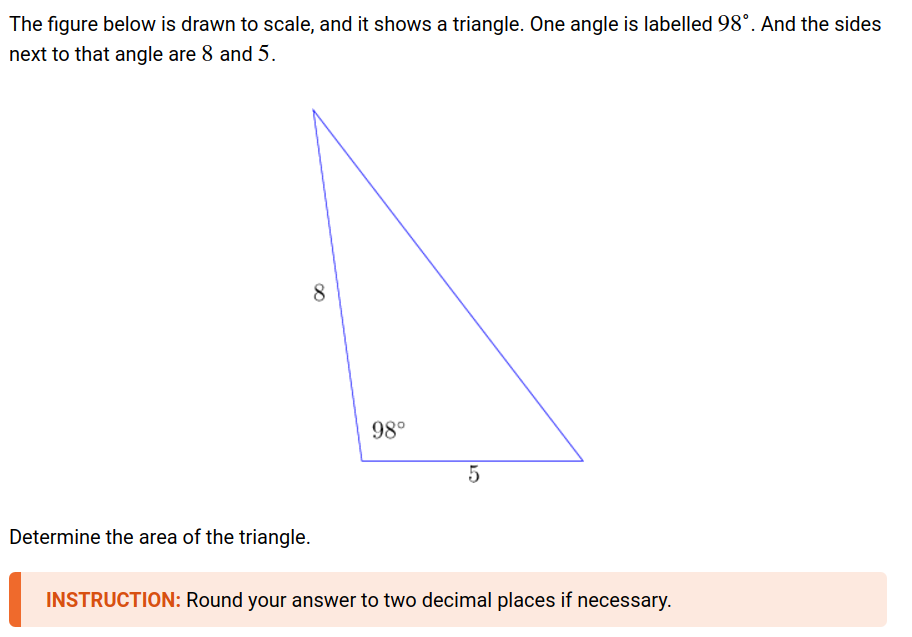 The figure below is drawn to scale, and it shows a triangle. One angle is labelled 98°. And the sides
next to that angle are 8 and 5.
8
98°
5
Determine the area of the triangle.
INSTRUCTION: Round your answer to two decimal places if necessary.